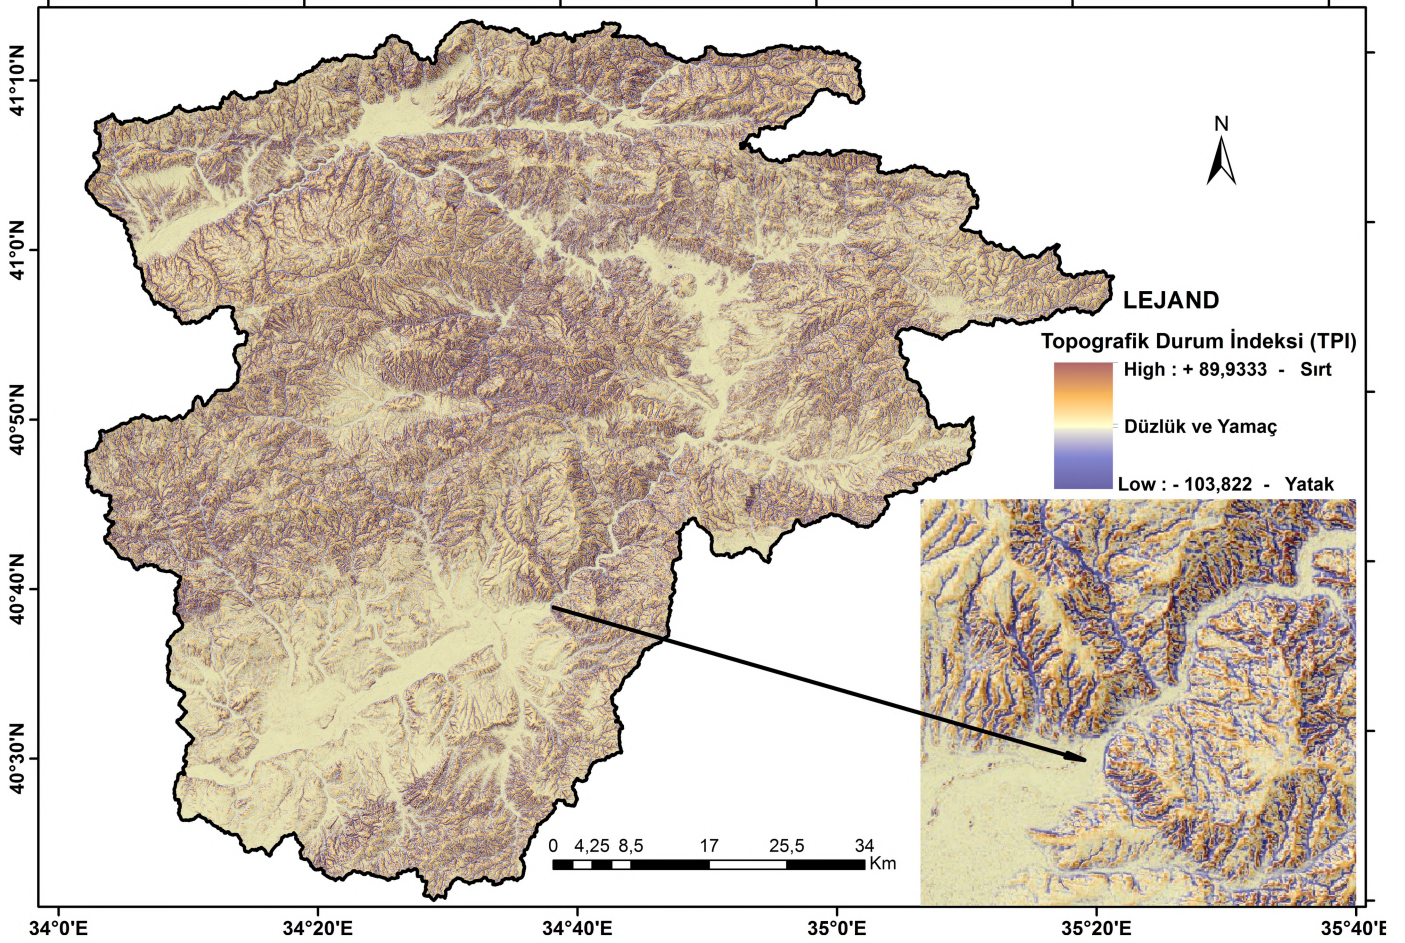 41°10'N
41°0'N
40°50'N
40°40'N
40°30'N
N
LEJAND
Topografik Durum İndeksi (TPI)
High : + 89,9333 - Sırt
Düzlük ve Yamaç
Low : - 103,822 - Yatak
0 4,25 8,5 17 25,5 34
Km
34°0'E 34°20'E 34°40'E 35°0'E 35°20'E 35°40'E